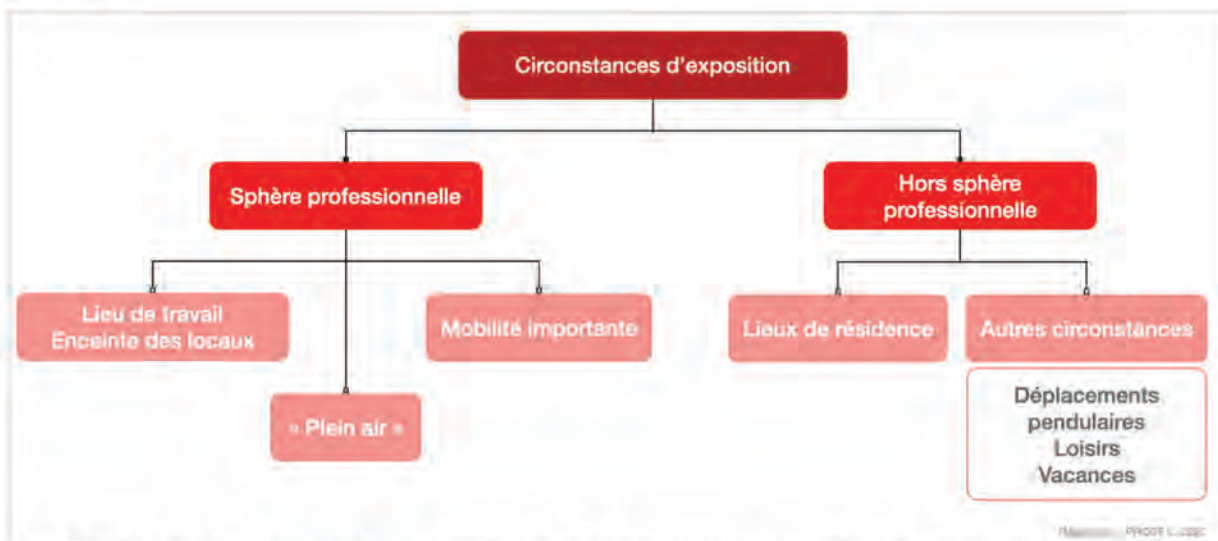 Circonstances d'exposition
Sphère professionnelle
Hors sphère
professionnelle
Lieu de travail
Enceinte des locaux
Mobilité importante
Lieux de résidence
Autres circonstances
« Plein air »
Déplacements
pendulaires
Loisirs
Vacances